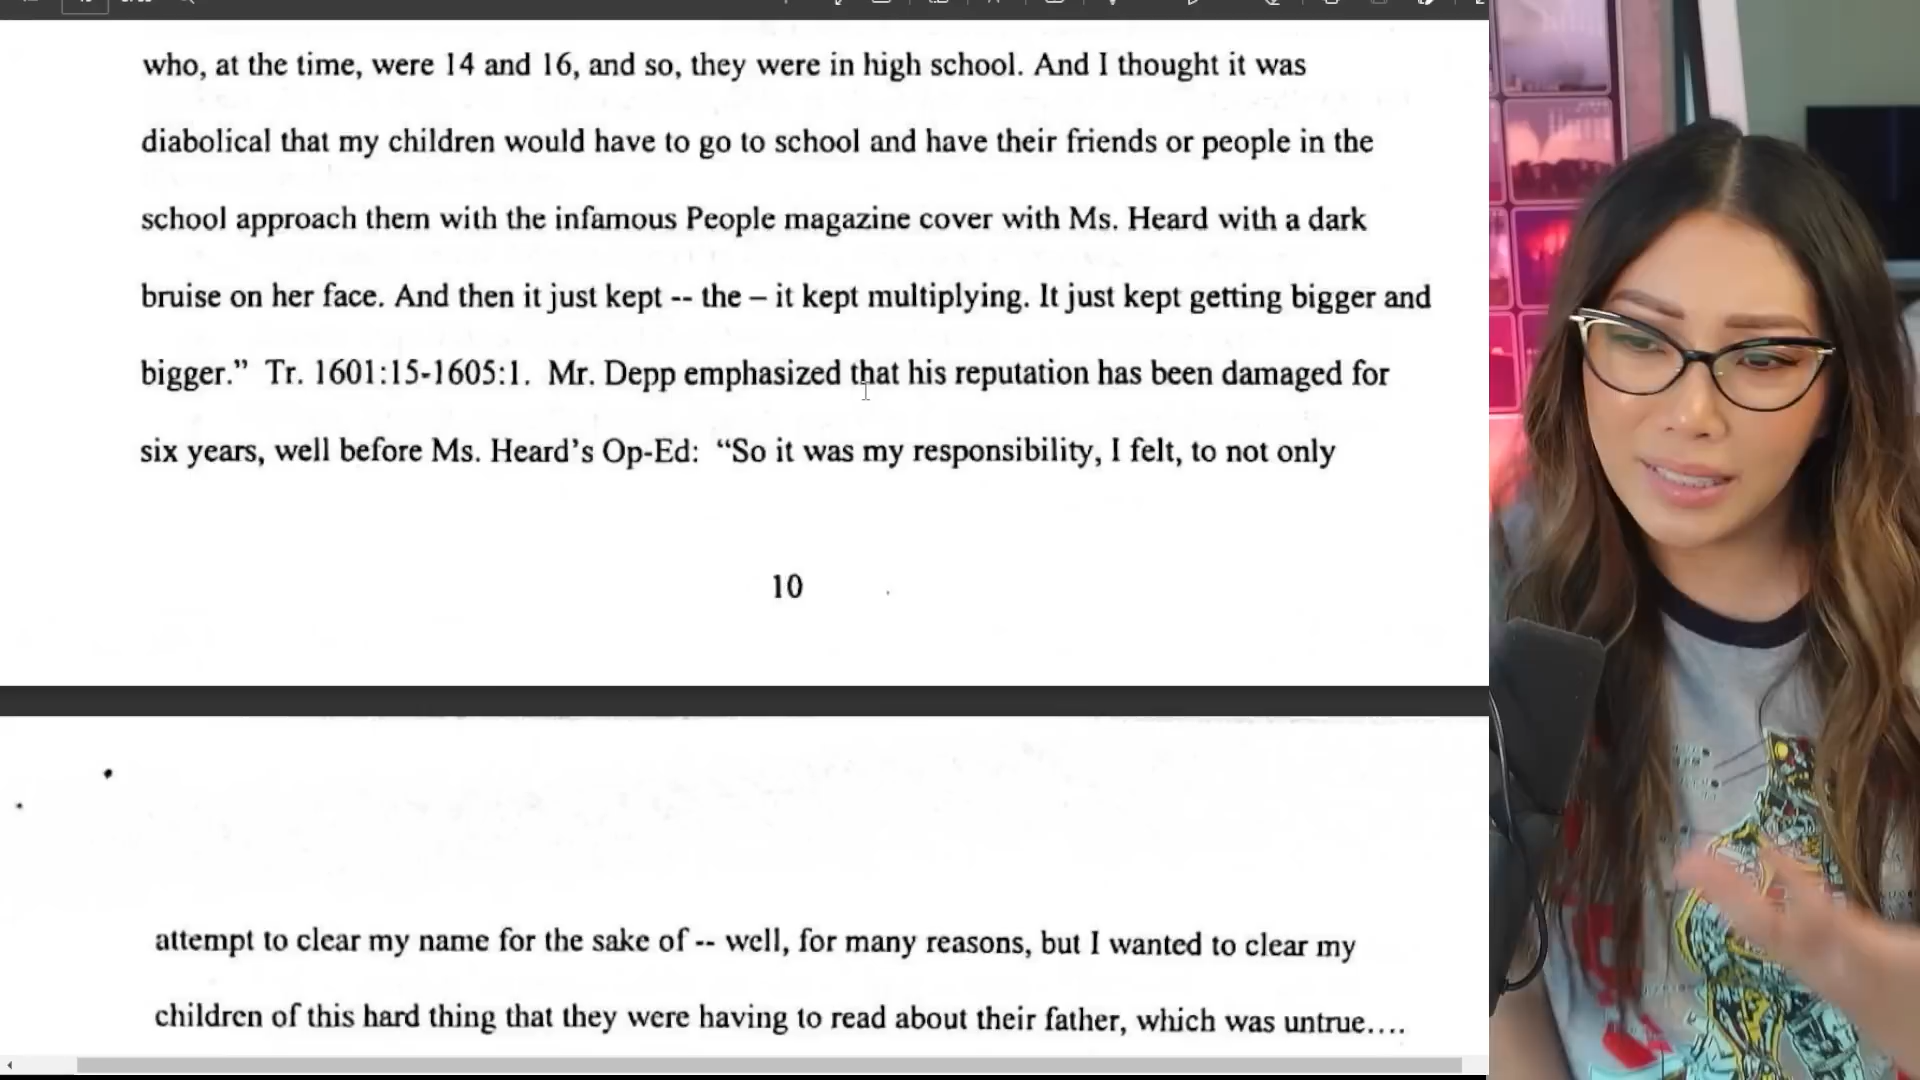 who, at the time, were 14 and 16, and so, they were in high school. And I thought it was
diabolical that my children would have to go to school and have their friends or people in the
school approach them with the infamous People magazine cover with Ms. Heard with a dark
bruise on her face. And then it just kept -- the – it kept multiplying. It just kept getting bigger and
bigger.” Tr. 1601:15-1605:1. Mr. Depp emphasized that his reputation has been damaged for
six years, well before Ms. Heard’s Op-Ed: “So it was my responsibility, I felt, to not only
10
attempt to clear my name for the sake of -- well, for many reasons, but I wanted to clear my
children of this hard thing that they were having to read about their father, which was untrue….